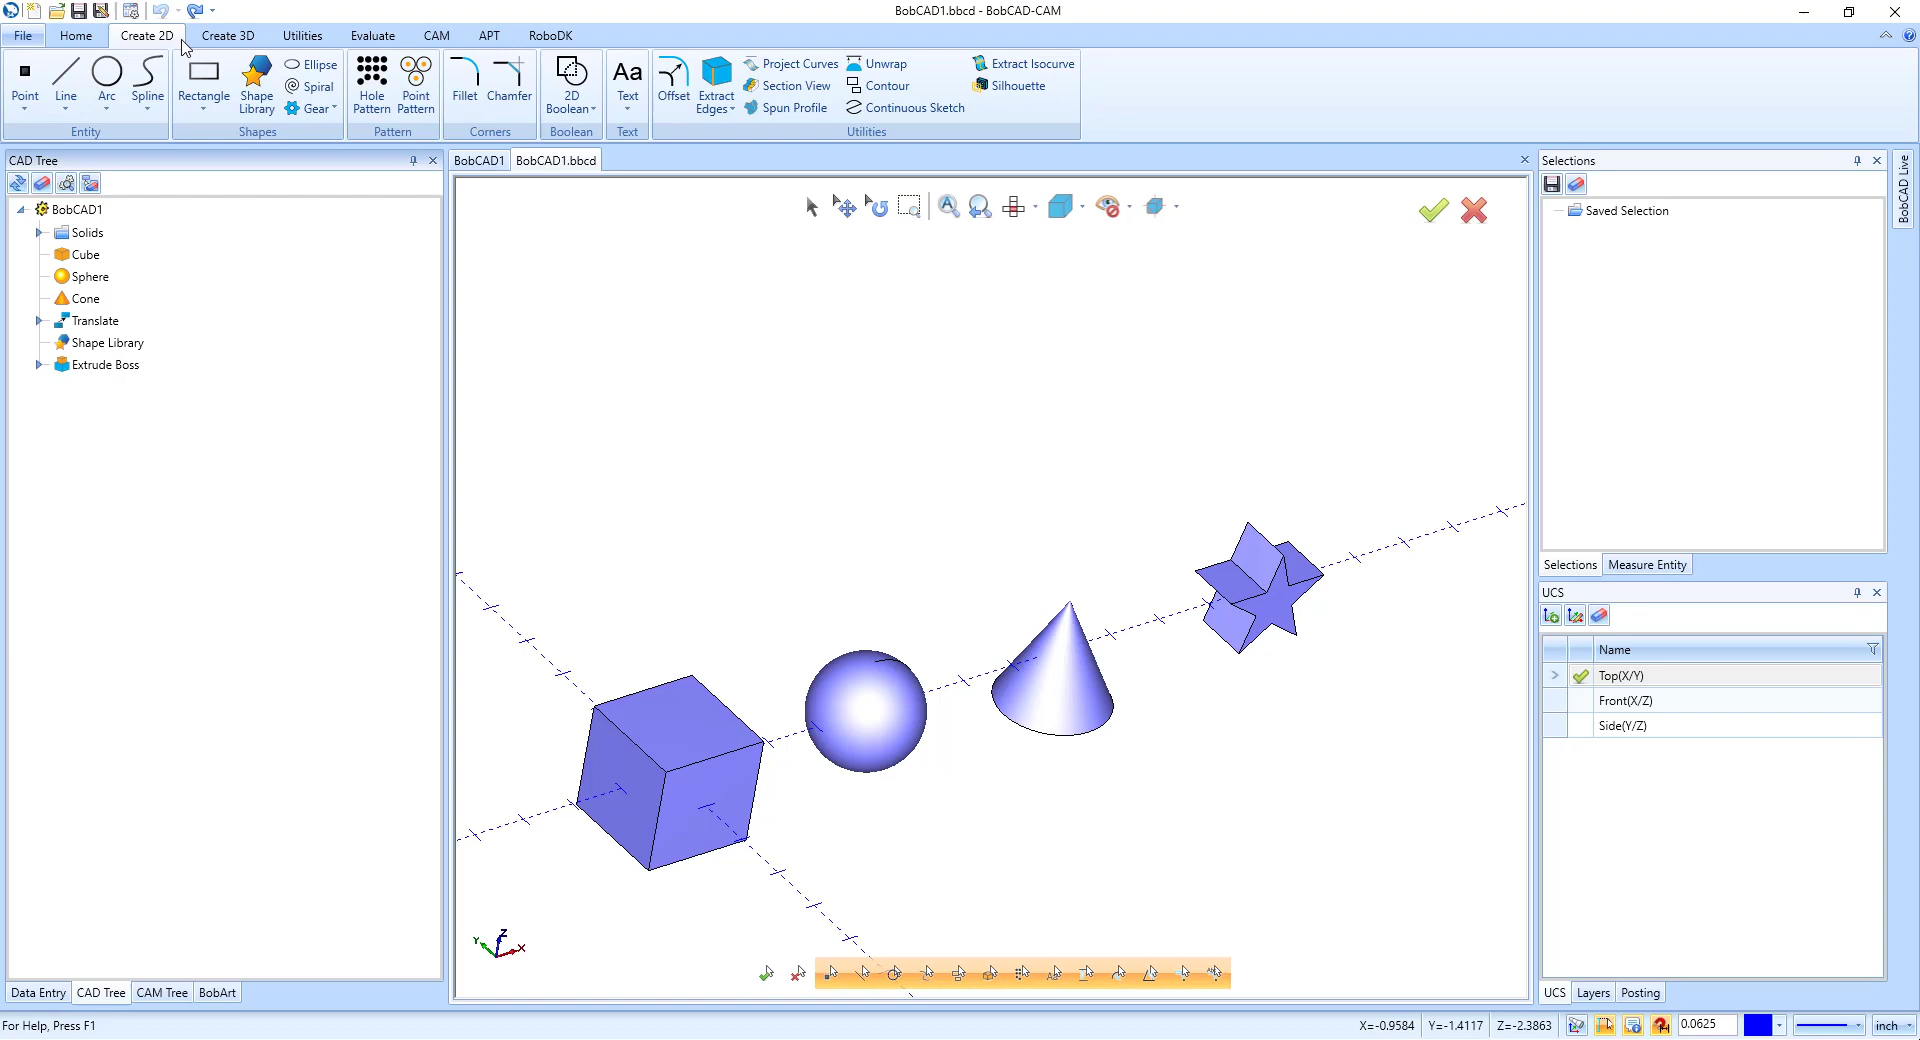 BobCAD1.bbcd - BobCAD-CAM
File Home Create 2D Create 3D Utilities Evaluate CAM APT RoboDK
Point Line Arc Spline
Entity
Rectangle Shape Library Ellipse Spiral Gear
Shapes
Hole Pattern Point Pattern
Pattern
Fillet Chamfer
Corners
2D Boolean
Boolean
Aa Text
Text
Offset Extract Edges Project Curves Section View Spun Profile Unwrap Contour Continuous Sketch Extract Isocurve Silhouette
Utilities
CAD Tree
BobCAD1
Solids
Cube
Sphere
Cone
Translate
Shape Library
Extrude Boss
Data Entry CAD Tree CAM Tree BobArt
BobCAD1 BobCAD1.bbcd
Z
Y
X
Selections
Saved Selection
Selections Measure Entity
UCS
Name
Top(X/Y)
Front(X/Z)
Side(Y/Z)
UCS Layers Posting
BobCAD Live
For Help, Press F1
X=-0.9584 Y=-1.4117 Z=-2.3863 0.0625 inch